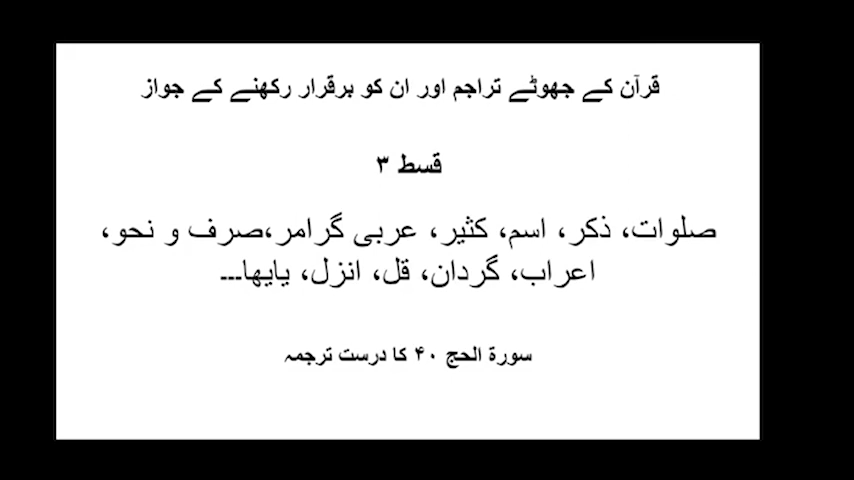 قرآن کے جھوٹے تراجم اور ان کو برقرار رکھنے کے جواز
قسط ۳
صلوات، ذکر، اسم، کثیر، عربی گرامر،صرف و نحو،
اعراب، گردان، قل، انزل، یایھا۔۔۔
سورۃ الحج ۴۰ کا درست ترجمہ